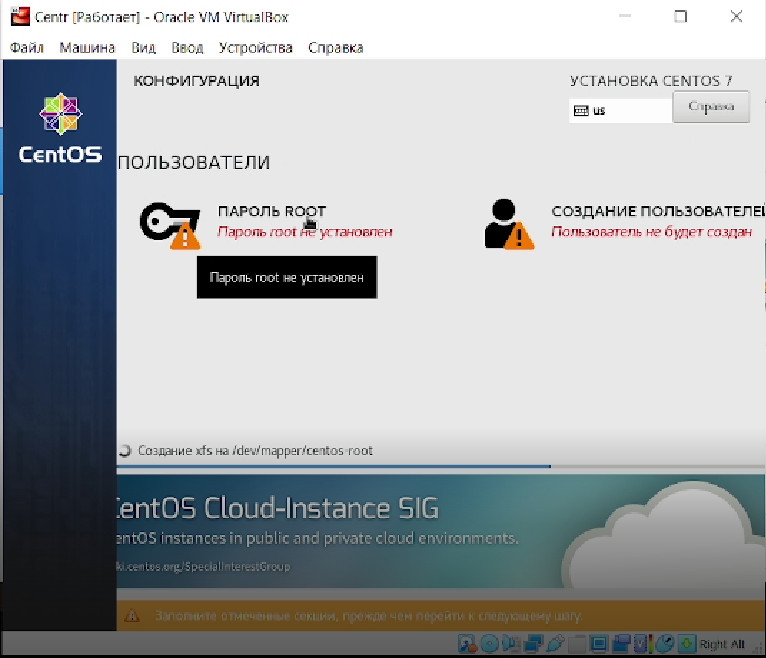 Centr [Работает] - Oracle VM VirtualBox
Файл Машина Вид Ввод Устройства Справка
КОНФИГУРАЦИЯ
УСТАНОВКА CENTOS 7
us
Справка
CentOS
ПОЛЬЗОВАТЕЛИ
ПАРОЛЬ ROOT
Пароль root не установлен
СОЗДАНИЕ ПОЛЬЗОВАТЕЛЕЙ
Пользователь не будет создан
Пароль root не установлен
Создание xfs на /dev/mapper/centos-root
CentOS Cloud-Instance SIG
entOS instances in public and private cloud environments.
ki.centos.org/SpecialInterestGroup
Заполните отмеченные секции, прежде чем перейти к следующему шагу.
Right Alt